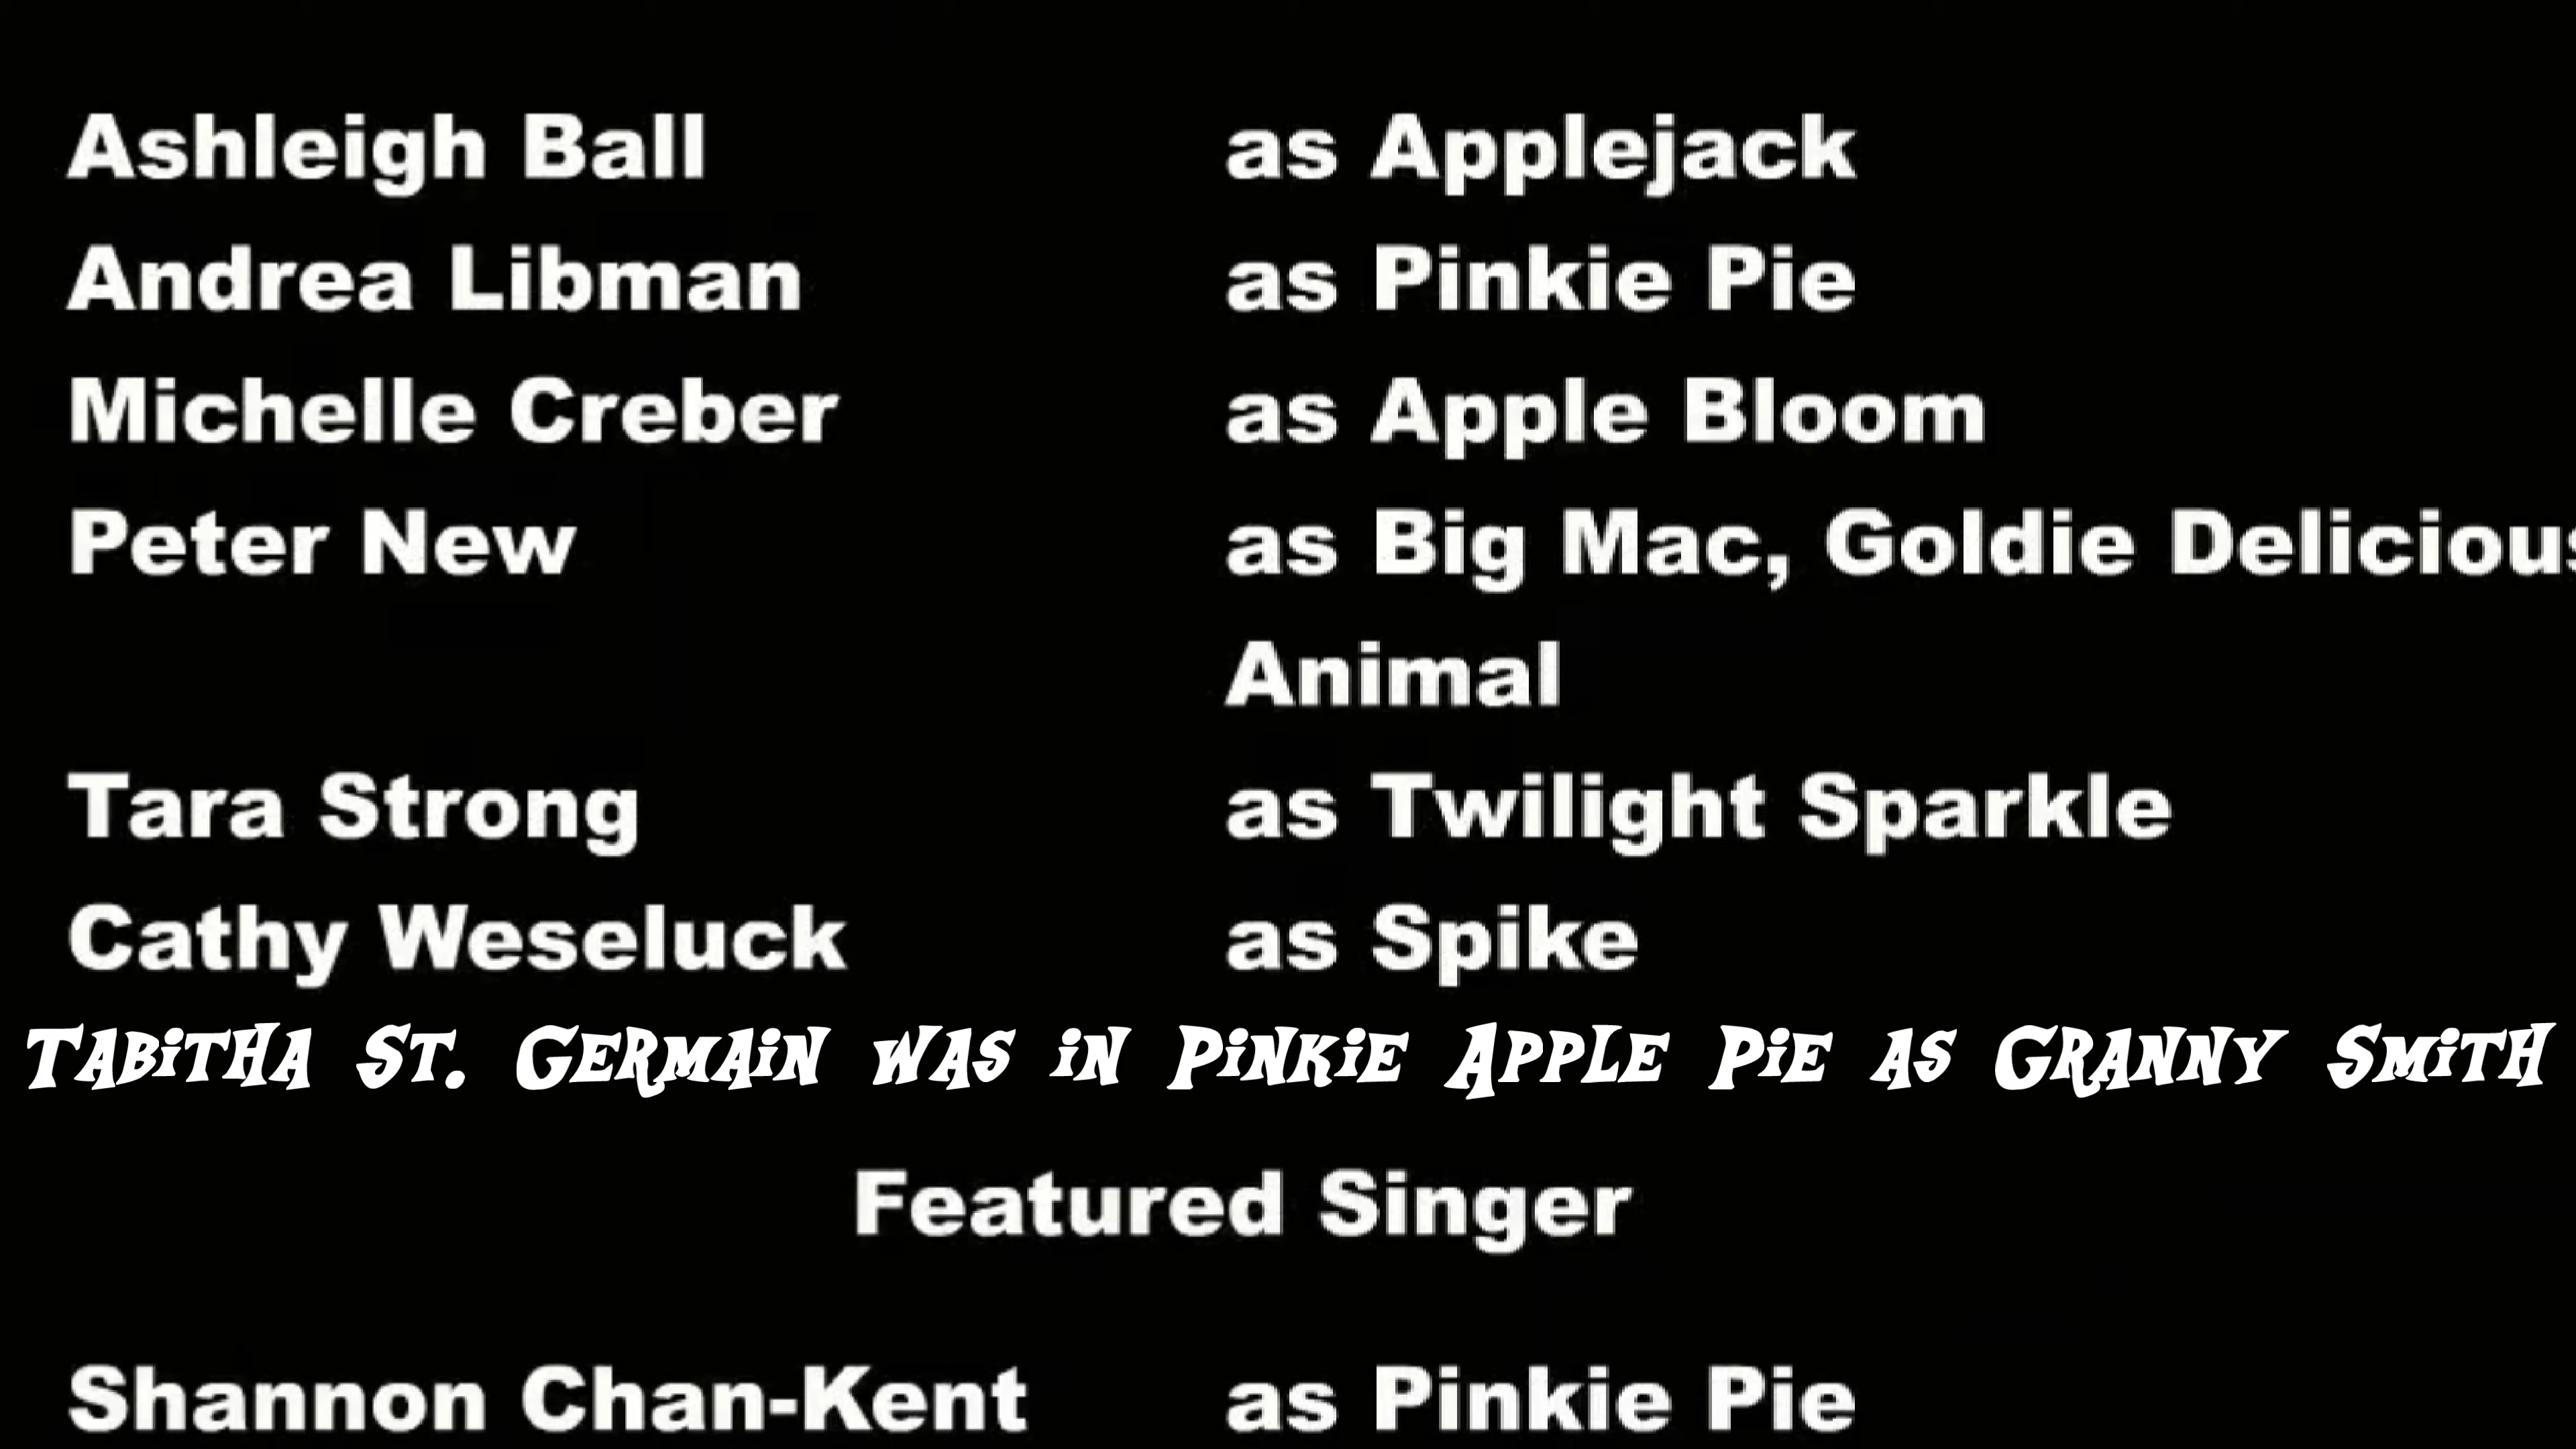 Ashleigh Ball as Applejack
Andrea Libman as Pinkie Pie
Michelle Creber as Apple Bloom
Peter New as Big Mac, Goldie Delicious
Animal
Tara Strong as Twilight Sparkle
Cathy Weseluck as Spike
TABiTHA ST. GERMAiN WAS iN PiNKiE APPLE PiE AS GRANNY SMiTH
Featured Singer
Shannon Chan-Kent as Pinkie Pie